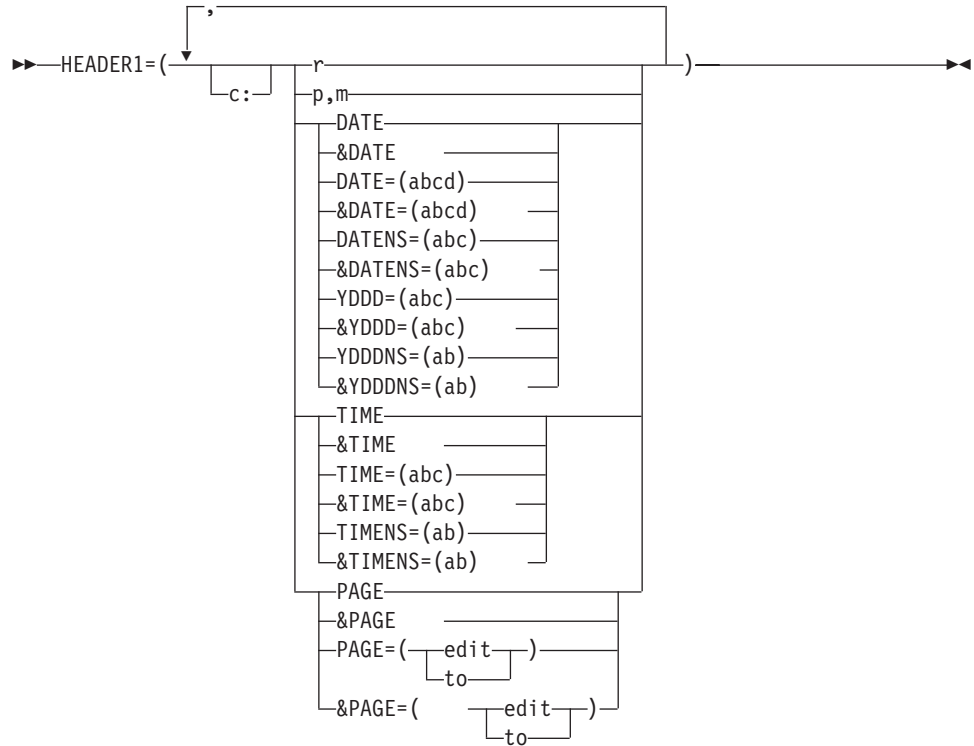 ,
HEADER1=( r )
c: p,m
DATE
&DATE
DATE=(abcd)
&DATE=(abcd)
DATENS=(abc)
&DATENS=(abc)
YDDD=(abc)
&YDDD=(abc)
YDDDNS=(ab)
&YDDDNS=(ab)
TIME
&TIME
TIME=(abc)
&TIME=(abc)
TIMENS=(ab)
&TIMENS=(ab)
PAGE
&PAGE
PAGE=( edit )
to
&PAGE=( edit )
to